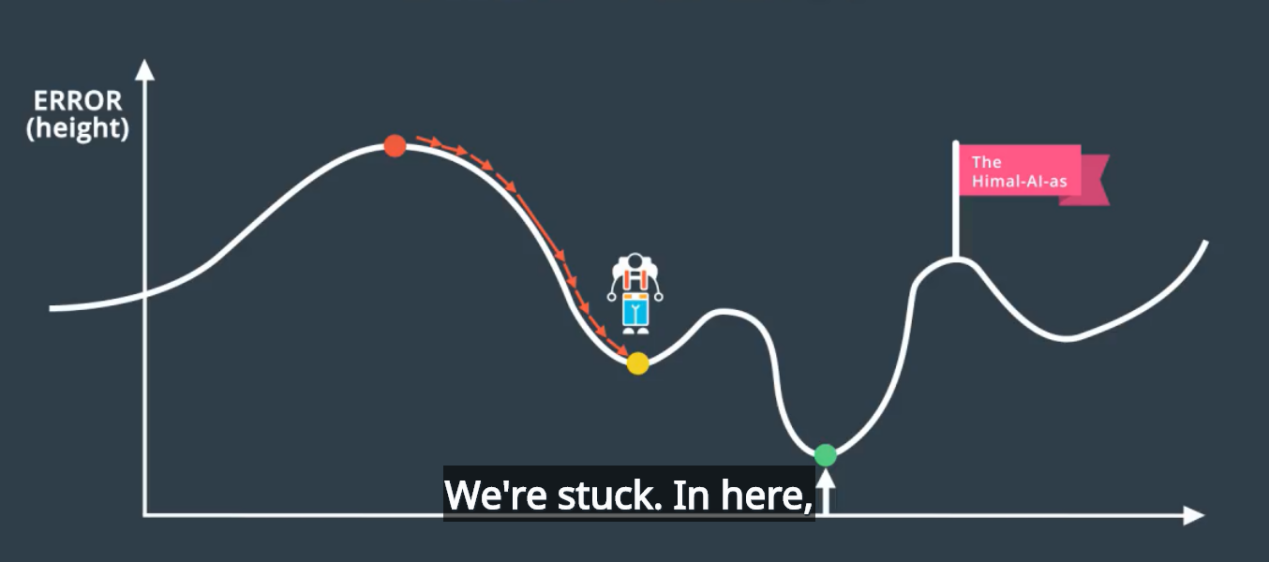 ERROR
(height)
The
Himal-AI-as
We're stuck. In here,